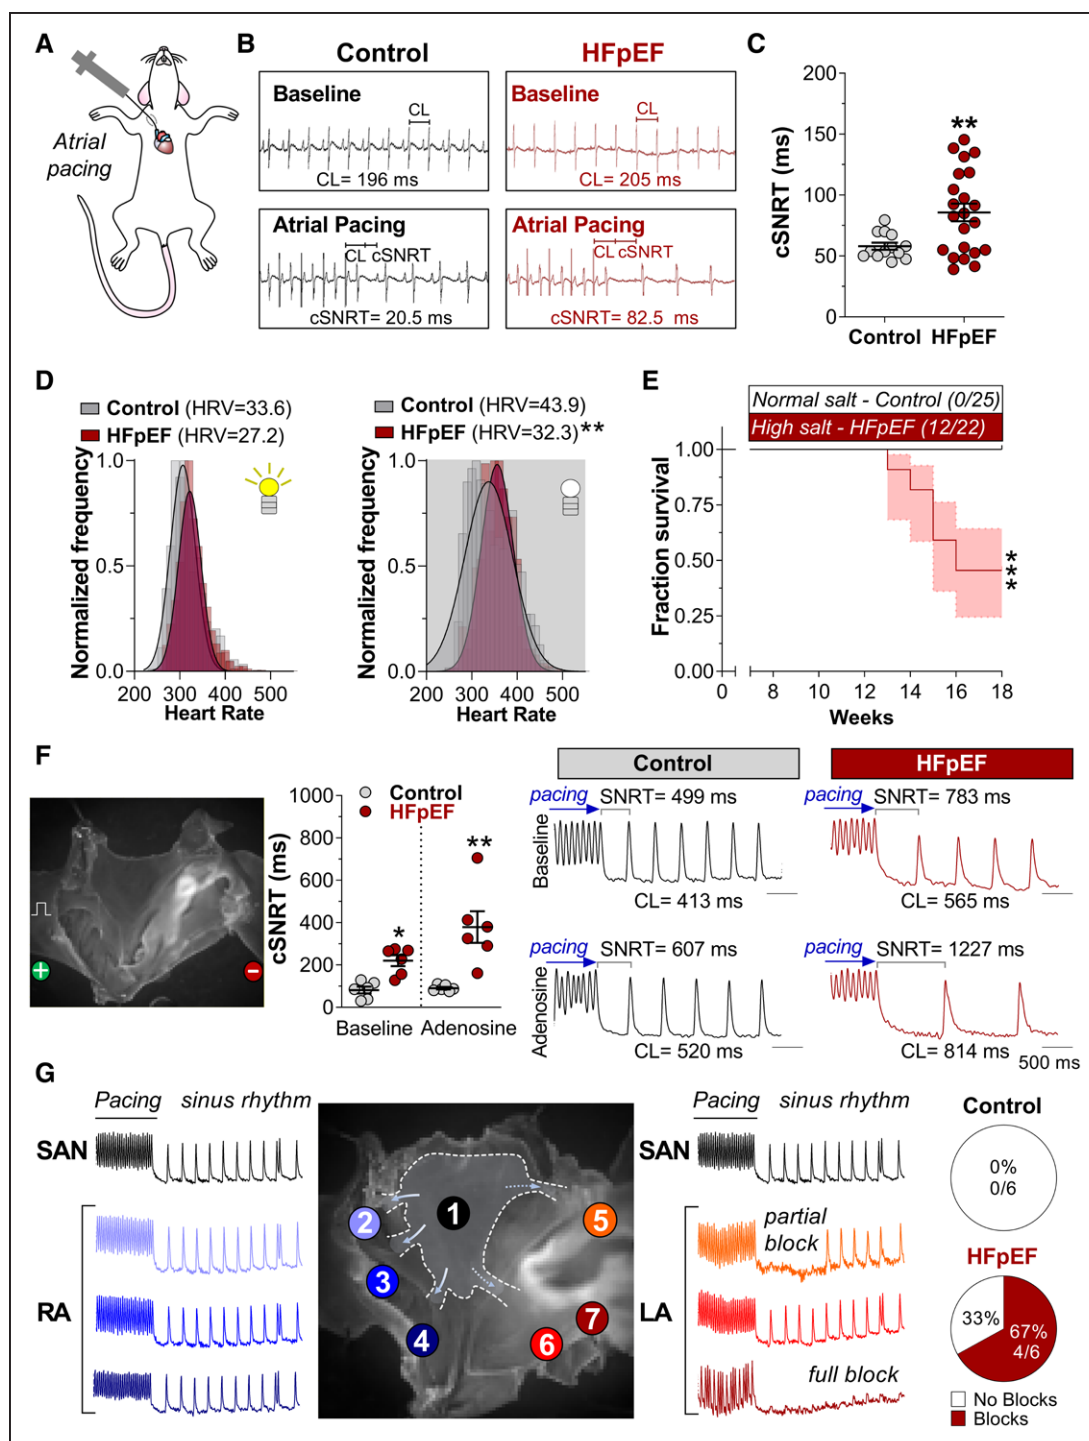 A
Atrial
pacing
B
Control
HFpEF
Baseline
CL
CL= 196 ms
Baseline
CL
CL= 205 ms
Atrial Pacing
CL cSNRT
cSNRT= 20.5 ms
Atrial Pacing
CL cSNRT
cSNRT= 82.5 ms
C
cSNRT (ms)
200
150
100
50
0
**
Control HFpEF
D
Control (HRV=33.6)
HFpEF (HRV=27.2)
Normalized frequency
1.0
0.5
0.0
200 300 400 500
Heart Rate
Control (HRV=43.9)
HFpEF (HRV=32.3)**
Normalized frequency
1.0
0.5
0.0
200 300 400 500
Heart Rate
E
Normal salt - Control (0/25)
High salt - HFpEF (12/22)
Fraction survival
1.00
0.75
0.50
0.25
0.00
***
0 8 10 12 14 16 18
Weeks
F
+
−
cSNRT (ms)
1000
800
600
400
200
0
Control
HFpEF
*
**
Baseline Adenosine
Control
HFpEF
Baseline
pacing SNRT= 499 ms
CL= 413 ms
pacing SNRT= 783 ms
CL= 565 ms
Adenosine
pacing SNRT= 607 ms
CL= 520 ms
pacing SNRT= 1227 ms
CL= 814 ms
500 ms
G
Pacing sinus rhythm
SAN
RA
1
2
3
4
5
6
7
Pacing sinus rhythm
SAN
LA
partial
block
full block
Control
0%
0/6
HFpEF
33%
67%
4/6
No Blocks
Blocks